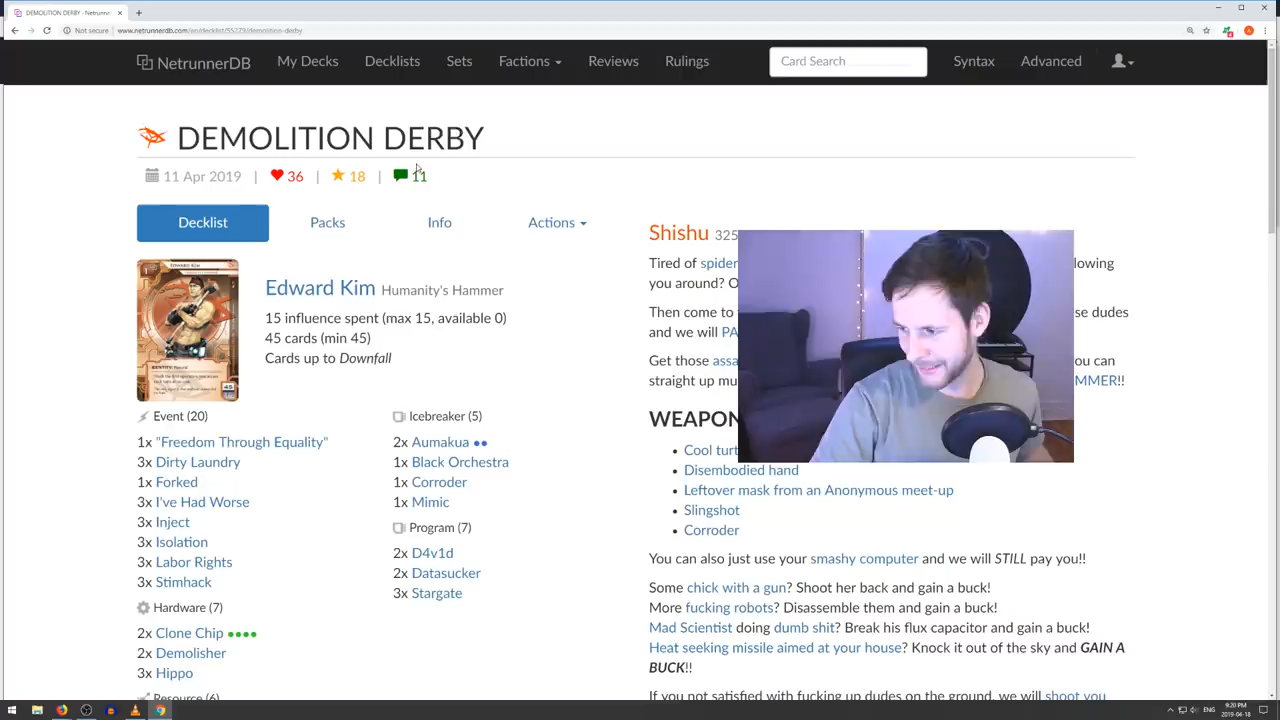 DEMOLITION DERBY
Not secure | www.netrunnerdb.com/en/decklist/55279/demolition-derby
NetrunnerDB My Decks Decklists Sets Factions Reviews Rulings Card Search Syntax Advanced
DEMOLITION DERBY
11 Apr 2019 | 36 | 18 | 11
Decklist Packs Info Actions
Edward Kim Humanity's Hammer
15 influence spent (max 15, available 0)
45 cards (min 45)
Cards up to Downfall
Event (20)
1x "Freedom Through Equality"
3x Dirty Laundry
1x Forked
3x I've Had Worse
3x Inject
3x Isolation
3x Labor Rights
3x Stimhack
Hardware (7)
2x Clone Chip
2x Demolisher
3x Hippo
Resource (6)
Icebreaker (5)
2x Aumakua
1x Black Orchestra
1x Corroder
1x Mimic
Program (7)
2x D4v1d
2x Datasucker
3x Stargate
Shishu 325
Tired of spider lowing
you around? O
Then come to se dudes
and we will PA
Get those assa ou can
straight up mu MMER!!
WEAPON
Cool turt
Disembodied hand
Leftover mask from an Anonymous meet-up
Slingshot
Corroder
You can also just use your smashy computer and we will STILL pay you!!
Some chick with a gun? Shoot her back and gain a buck!
More fucking robots? Disassemble them and gain a buck!
Mad Scientist doing dumb shit? Break his flux capacitor and gain a buck!
Heat seeking missile aimed at your house? Knock it out of the sky and GAIN A
BUCK!!
If you not satisfied with fucking up dudes on the ground, we will shoot you
ENG
9:20 PM
2019-04-18